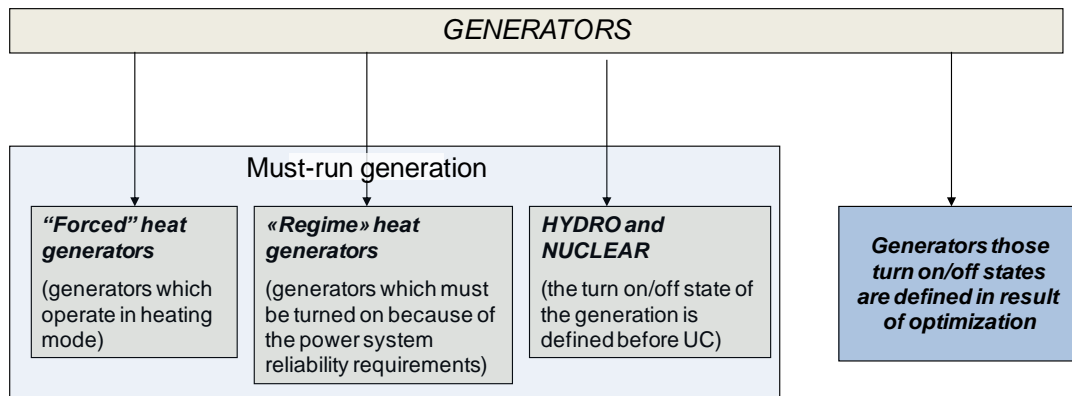 GENERATORS
Must-run generation
“Forced” heat
generators
(generators which
operate in heating
mode)
«Regime» heat
generators
(generators which must
be turned on because of
the power system
reliability requirements)
HYDRO and
NUCLEAR
(the turn on/off state of
the generation is
defined before UC)
Generators those
turn on/off states
are defined in result
of optimization